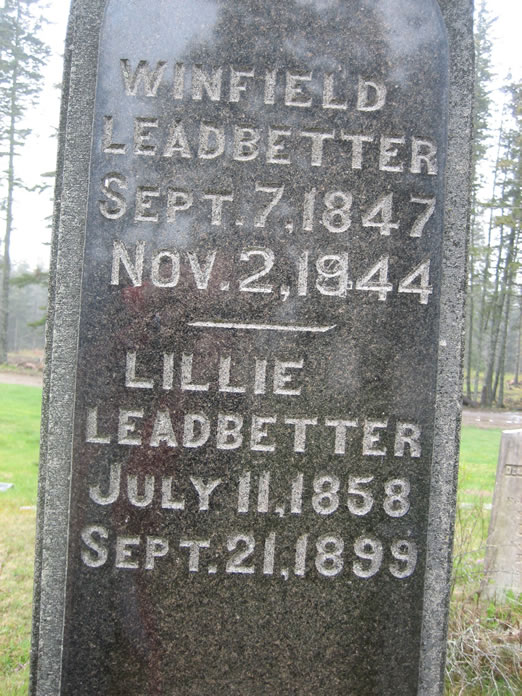 WINFIELD
LEADBETTER
SEPT. 7, 1847
NOV. 2, 1944
LILLIE
LEADBETTER
JULY 11, 1858
SEPT. 21, 1899